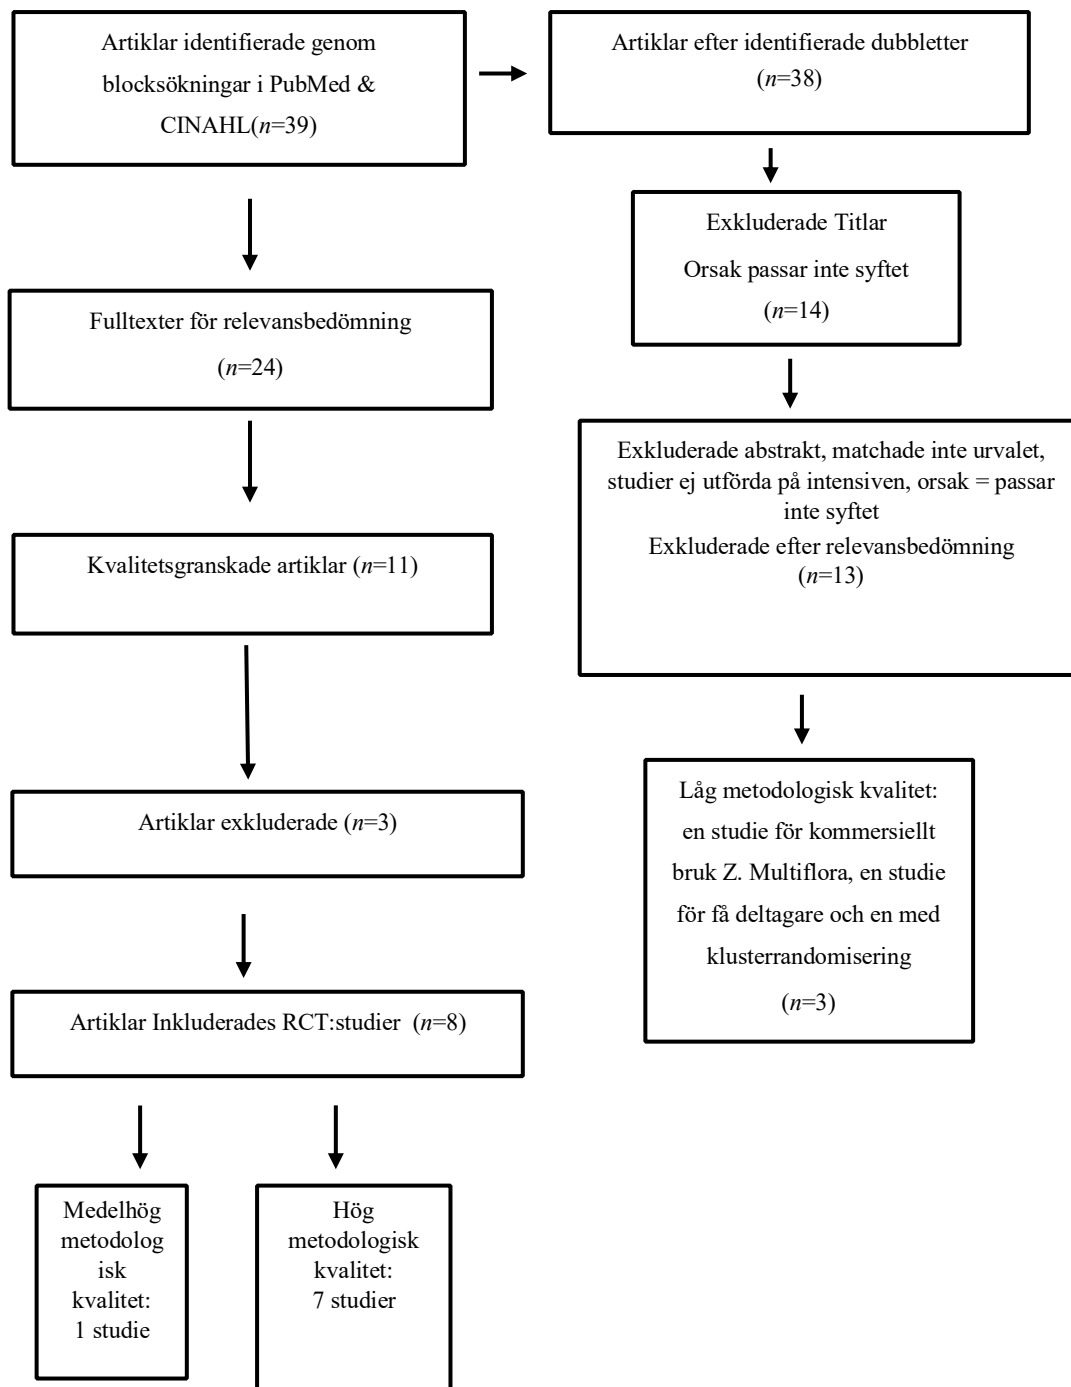 Artiklar identifierade genom
blocksökningar i PubMed &
CINAHL(n=39)
Artiklar efter identifierade dubbletter
(n=38)
Exkluderade Titlar
Orsak passar inte syftet
(n=14)
Fulltexter för relevansbedömning
(n=24)
Exkluderade abstrakt, matchade inte urvalet,
studier ej utförda på intensiven, orsak = passar
inte syftet
Exkluderade efter relevansbedömning
(n=13)
Kvalitetsgranskade artiklar (n=11)
Artiklar exkluderade (n=3)
Låg metodologisk kvalitet:
en studie för kommersiellt
bruk Z. Multiflora, en studie
för få deltagare och en med
klusterrandomisering
(n=3)
Artiklar Inkluderades RCT:studier (n=8)
Medelhög
metodolog
isk
kvalitet:
1 studie
Hög
metodologisk
kvalitet:
7 studier